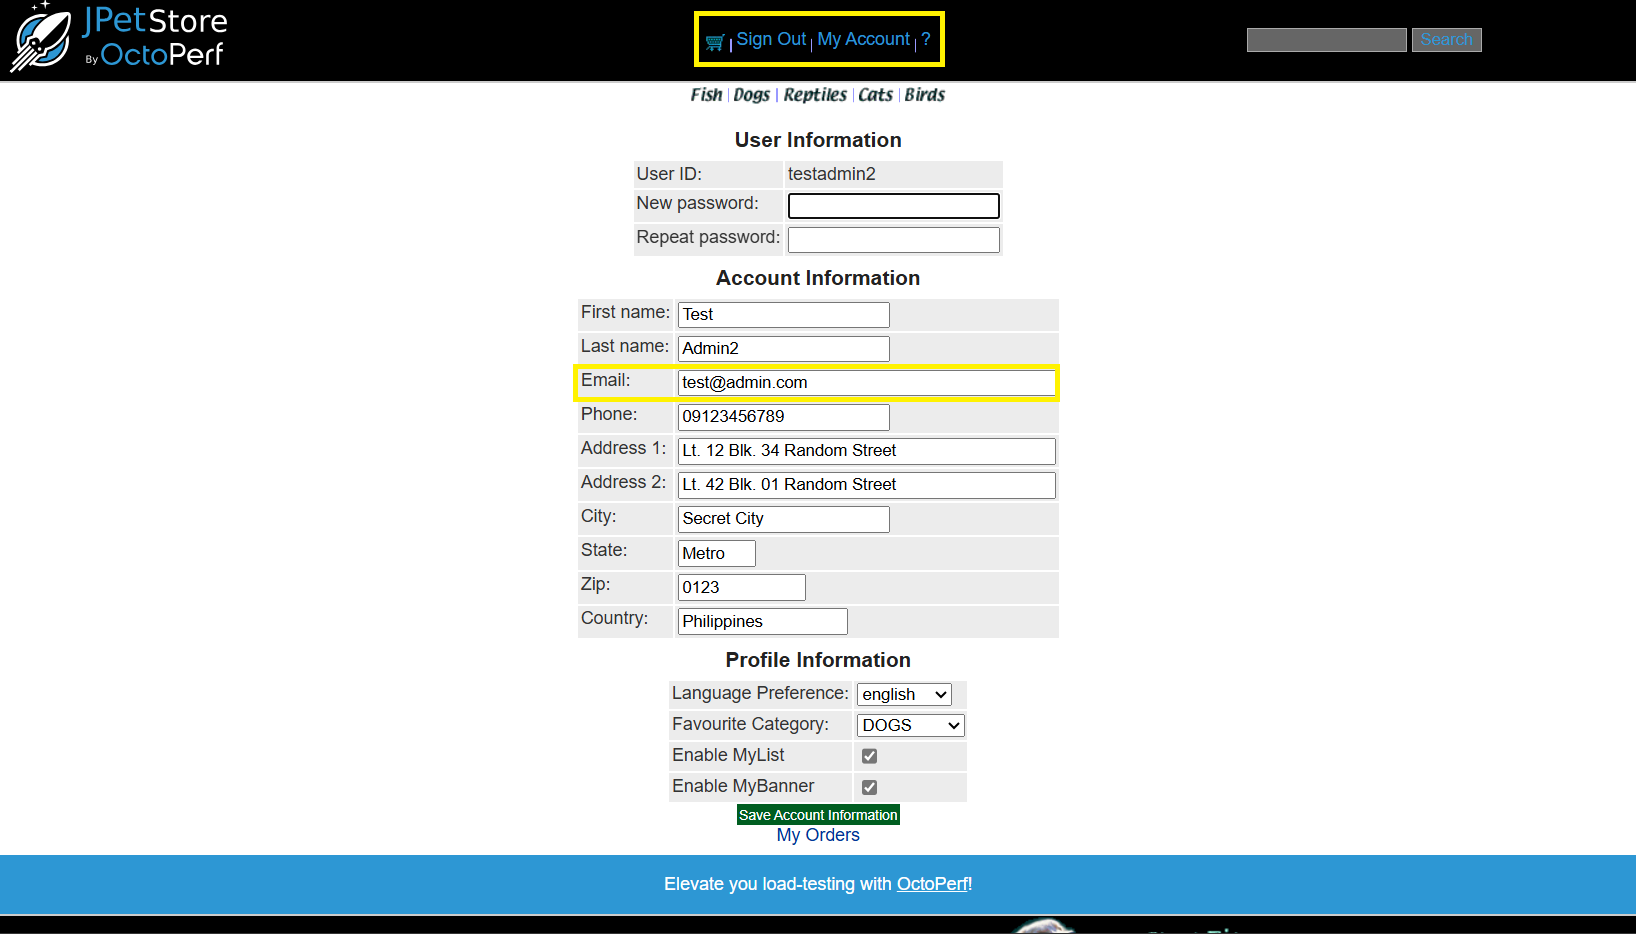 JPetStore
By OctoPerf
Sign Out | My Account | ?
Search
Fish | Dogs | Reptiles | Cats | Birds
User Information
User ID: testadmin2
New password:
Repeat password:
Account Information
First name: Test
Last name: Admin2
Email: test@admin.com
Phone: 09123456789
Address 1: Lt. 12 Blk. 34 Random Street
Address 2: Lt. 42 Blk. 01 Random Street
City: Secret City
State: Metro
Zip: 0123
Country: Philippines
Profile Information
Language Preference: english
Favourite Category: DOGS
Enable MyList
Enable MyBanner
Save Account Information
My Orders
Elevate you load-testing with OctoPerf!